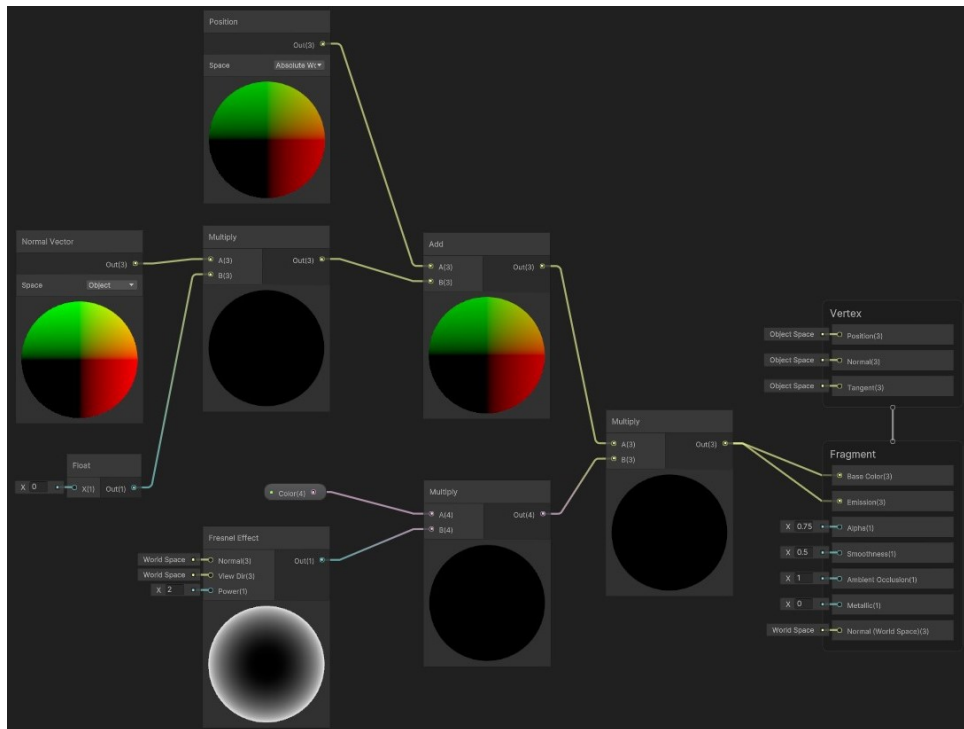 Position
Out(3)
Space Absolute Wc
Normal Vector
Out(3)
Space Object
Multiply
A(3) Out(3)
B(3)
Add
A(3) Out(3)
B(3)
Float
X 0 X(1) Out(1)
Color(4)
Fresnel Effect
World Space Normal(3) Out(1)
World Space View Dir(3)
X 2 Power(1)
Multiply
A(4) Out(4)
B(4)
Multiply
A(3) Out(3)
B(3)
Vertex
Object Space Position(3)
Object Space Normal(3)
Object Space Tangent(3)
Fragment
Base Color(3)
Emission(3)
X 0.75 Alpha(1)
X 0.5 Smoothness(1)
X 1 Ambient Occlusion(1)
X 0 Metallic(1)
World Space Normal (World Space)(3)